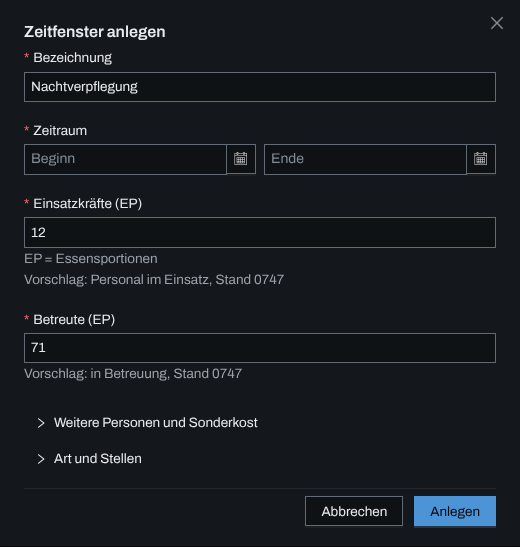 Zeitfenster anlegen
* Bezeichnung
Nachtverpflegung
* Zeitraum
Beginn
Ende
* Einsatzkräfte (EP)
12
EP = Essensportionen
Vorschlag: Personal im Einsatz, Stand 0747
* Betreute (EP)
71
Vorschlag: in Betreuung, Stand 0747
Weitere Personen und Sonderkost
Art und Stellen
Abbrechen
Anlegen